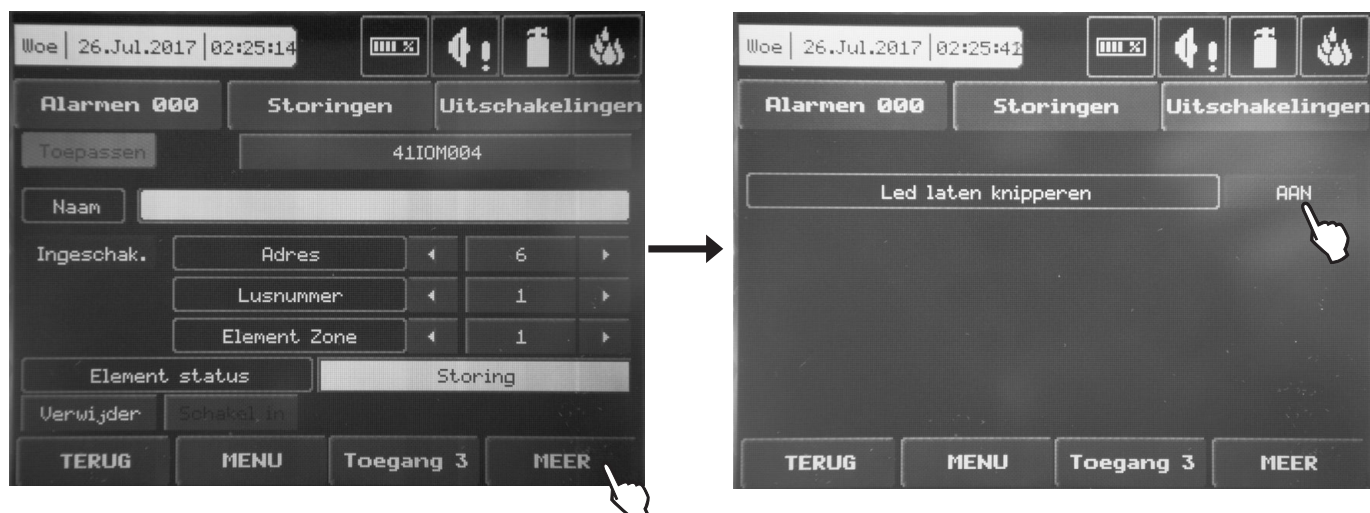 Woe 26.Jul.2017 02:25:14
%
Alarmen 000 Storingen Uitschakelingen
Toepassen 41IOM004
Naam
Ingeschak. Adres 6
Lusnummer 1
Element Zone 1
Element status Storing
Verwijder Schakel in
TERUG MENU Toegang 3 MEER
Woe 26.Jul.2017 02:25:42
%
Alarmen 000 Storingen Uitschakelingen
Led laten knipperen AAN
TERUG MENU Toegang 3 MEER